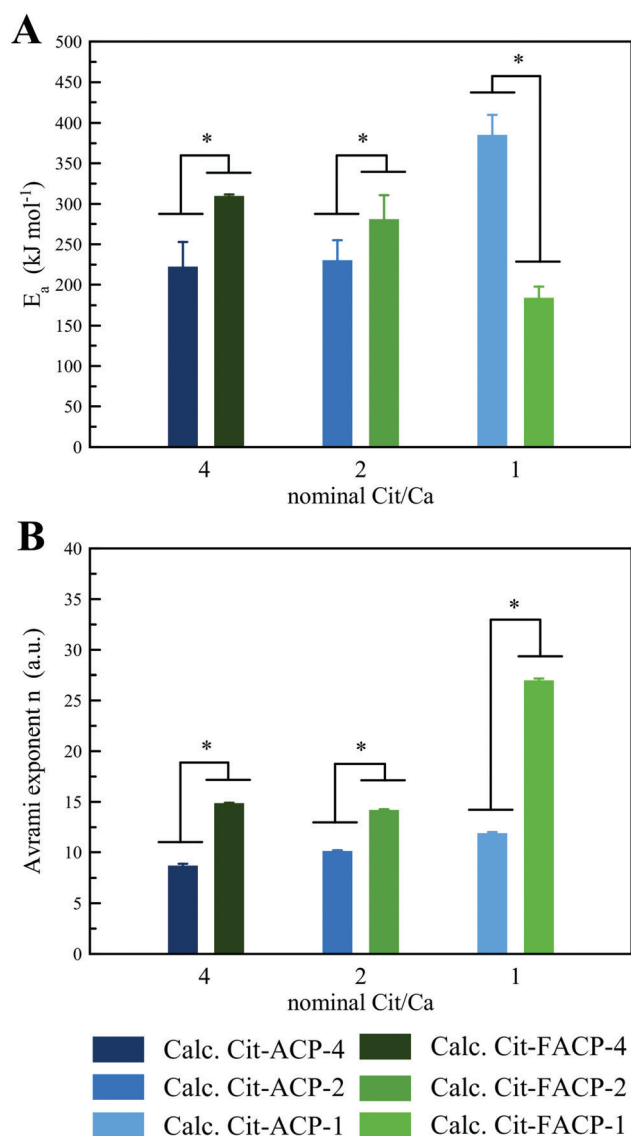 A
500
450
400
350
300
250
200
150
100
50
0
E_a (kJ mol⁻¹)
*
*
*
4
2
1
nominal Cit/Ca
B
40
35
30
25
20
15
10
5
0
Avrami exponent n (a.u.)
*
*
*
4
2
1
nominal Cit/Ca
Calc. Cit-ACP-4
Calc. Cit-FACP-4
Calc. Cit-ACP-2
Calc. Cit-FACP-2
Calc. Cit-ACP-1
Calc. Cit-FACP-1